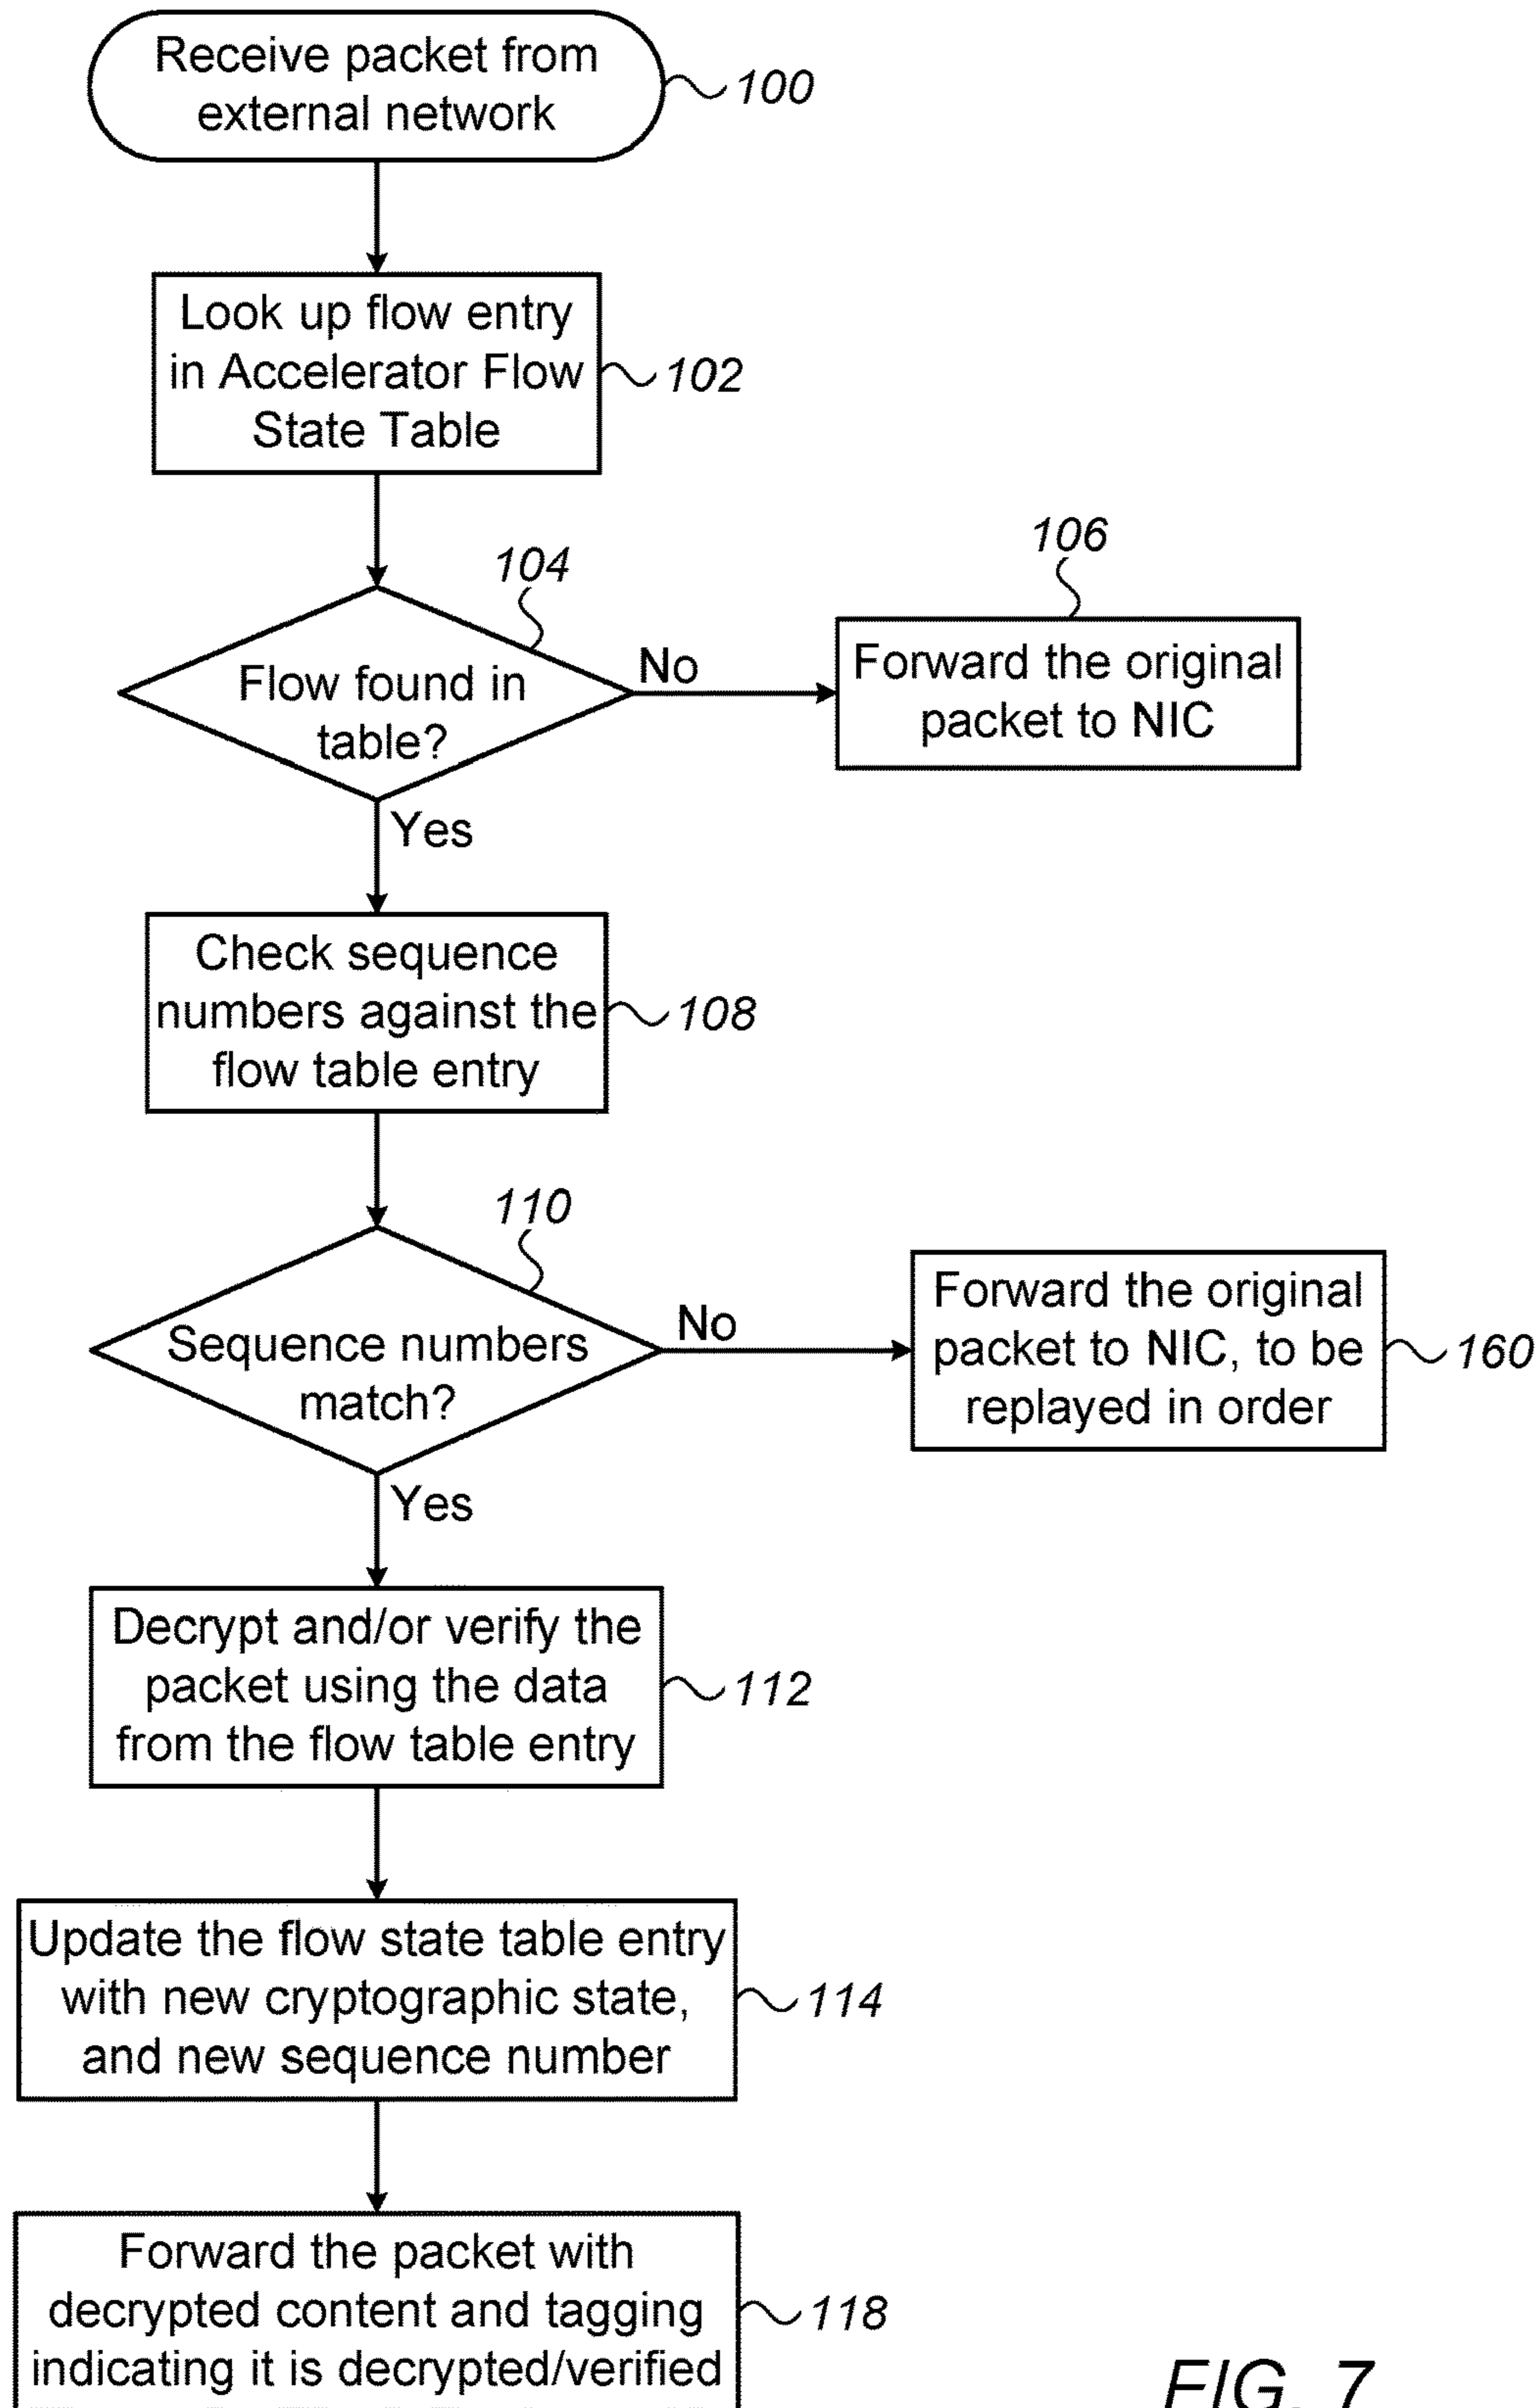 Receive packet from
external network
100
Look up flow entry
in Accelerator Flow
State Table
102
104
Flow found in
table?
No
106
Forward the original
packet to NIC
Yes
Check sequence
numbers against the
flow table entry
108
110
Sequence numbers
match?
No
Forward the original
packet to NIC, to be
replayed in order
160
Yes
Decrypt and/or verify the
packet using the data
from the flow table entry
112
Update the flow state table entry
with new cryptographic state,
and new sequence number
114
Forward the packet with
decrypted content and tagging
indicating it is decrypted/verified
118
FIG. 7